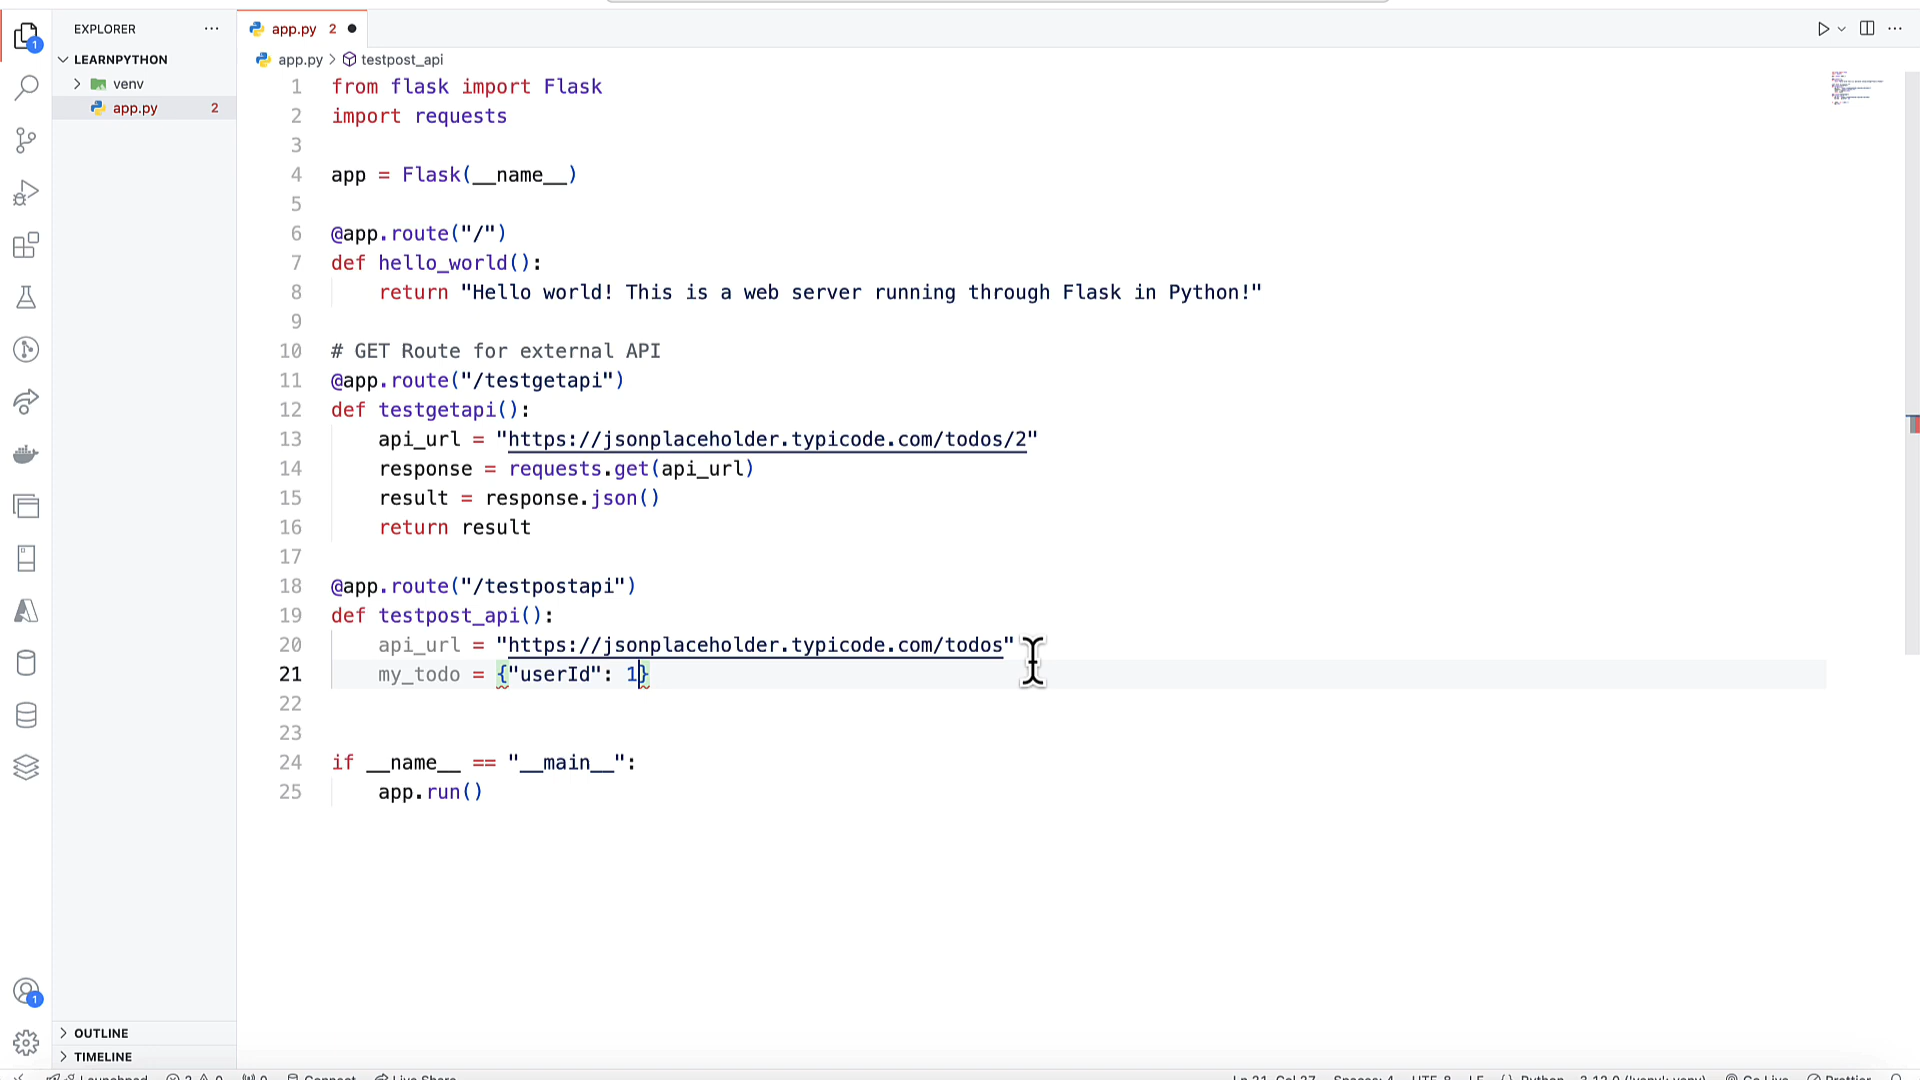 EXPLORER
LEARNPYTHON
venv
app.py 2
OUTLINE
TIMELINE
1
1
app.py 2
app.py > testpost_api
1 from flask import Flask
2 import requests
3
4 app = Flask(__name__)
5
6 @app.route("/")
7 def hello_world():
8 return "Hello world! This is a web server running through Flask in Python!"
9
10 # GET Route for external API
11 @app.route("/testgetapi")
12 def testgetapi():
13 api_url = "https://jsonplaceholder.typicode.com/todos/2"
14 response = requests.get(api_url)
15 result = response.json()
16 return result
17
18 @app.route("/testpostapi")
19 def testpost_api():
20 api_url = "https://jsonplaceholder.typicode.com/todos"
21 my_todo = {"userId": 1}
22
23
24 if __name__ == "__main__":
25 app.run()